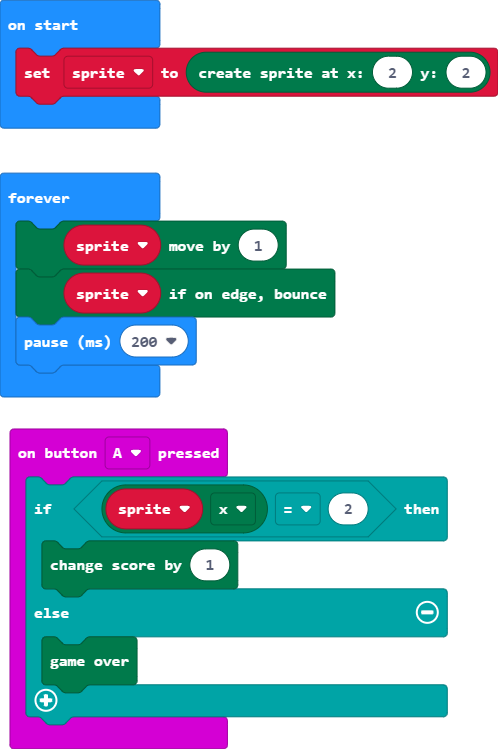 on start
set sprite to create sprite at x: 2 y: 2
forever
sprite move by 1
sprite if on edge, bounce
pause (ms) 200
on button A pressed
if sprite x = 2 then
change score by 1
else
game over